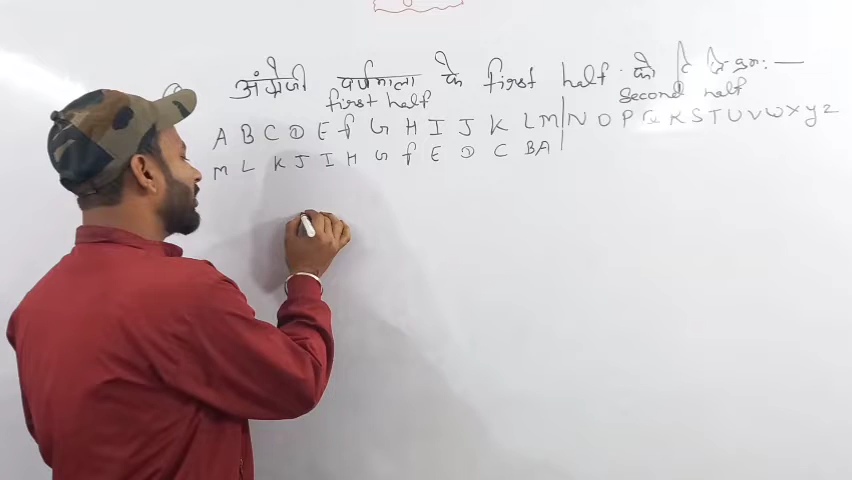 अंग्रेजी वर्णमाला के first half को
first half second half
A B C D E f G H I J K L M | N O P Q R S T U V W X Y Z
M L K J I H G f E D C B A |